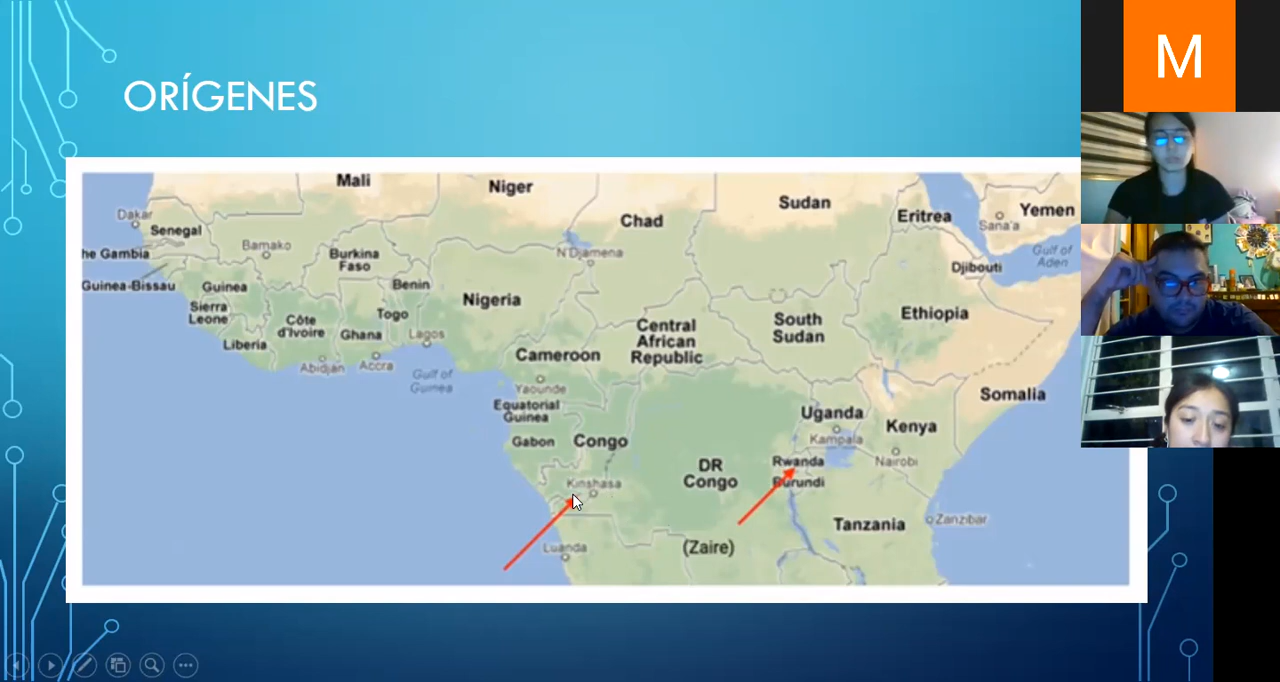 ORÍGENES
M
Mali
Niger
Sudan
Chad
Eritrea
Yemen
Sana'a
Dakar
Senegal
Bamako
N'Djamena
Gulf of
Aden
he Gambia
Burkina
Faso
Djibouti
Guinea-Bissau
Guinea
Benin
Nigeria
Sierra
Leone
Côte
d'Ivoire
Togo
Ghana
Lagos
Central
African
Republic
South
Sudan
Ethiopia
Liberia
Abidjan
Accra
Cameroon
Gulf of
Guinea
Yaounde
Somalia
Equatorial
Guinea
Uganda
Kenya
Gabon
Congo
Kampala
Nairobi
DR
Congo
Rwanda
Burundi
Kinshasa
Tanzania
Zanzibar
Luanda
(Zaire)